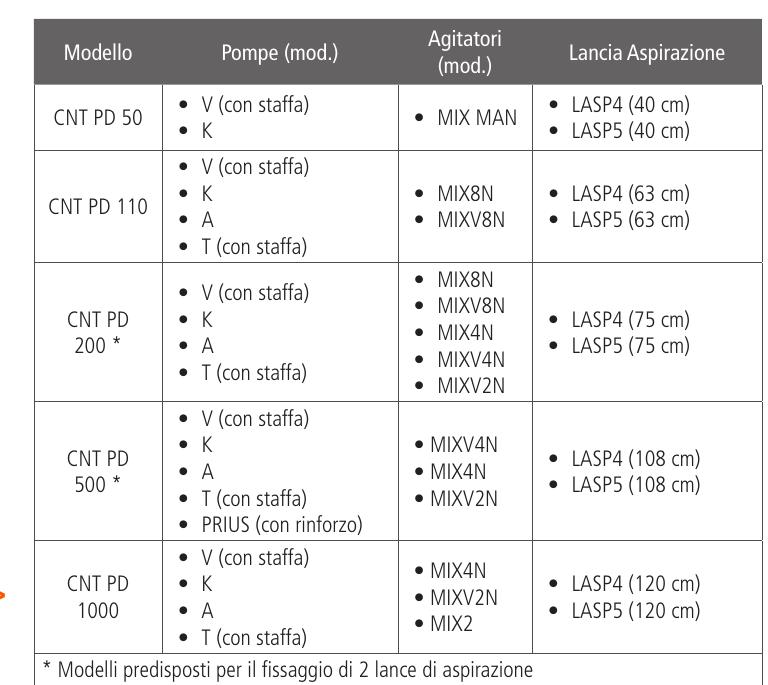 Modello Pompe (mod.) Agitatori (mod.) Lancia Aspirazione
CNT PD 50
• V (con staffa)
• K
• MIX MAN
• LASP4 (40 cm)
• LASP5 (40 cm)
CNT PD 110
• V (con staffa)
• K
• A
• T (con staffa)
• MIX8N
• MIXV8N
• LASP4 (63 cm)
• LASP5 (63 cm)
CNT PD
200 *
• V (con staffa)
• K
• A
• T (con staffa)
• MIX8N
• MIXV8N
• MIX4N
• MIXV4N
• MIXV2N
• LASP4 (75 cm)
• LASP5 (75 cm)
CNT PD
500 *
• V (con staffa)
• K
• A
• T (con staffa)
• PRIUS (con rinforzo)
• MIXV4N
• MIX4N
• MIXV2N
• LASP4 (108 cm)
• LASP5 (108 cm)
CNT PD
1000
• V (con staffa)
• K
• A
• T (con staffa)
• MIX4N
• MIXV2N
• MIX2
• LASP4 (120 cm)
• LASP5 (120 cm)
* Modelli predisposti per il fissaggio di 2 lance di aspirazione